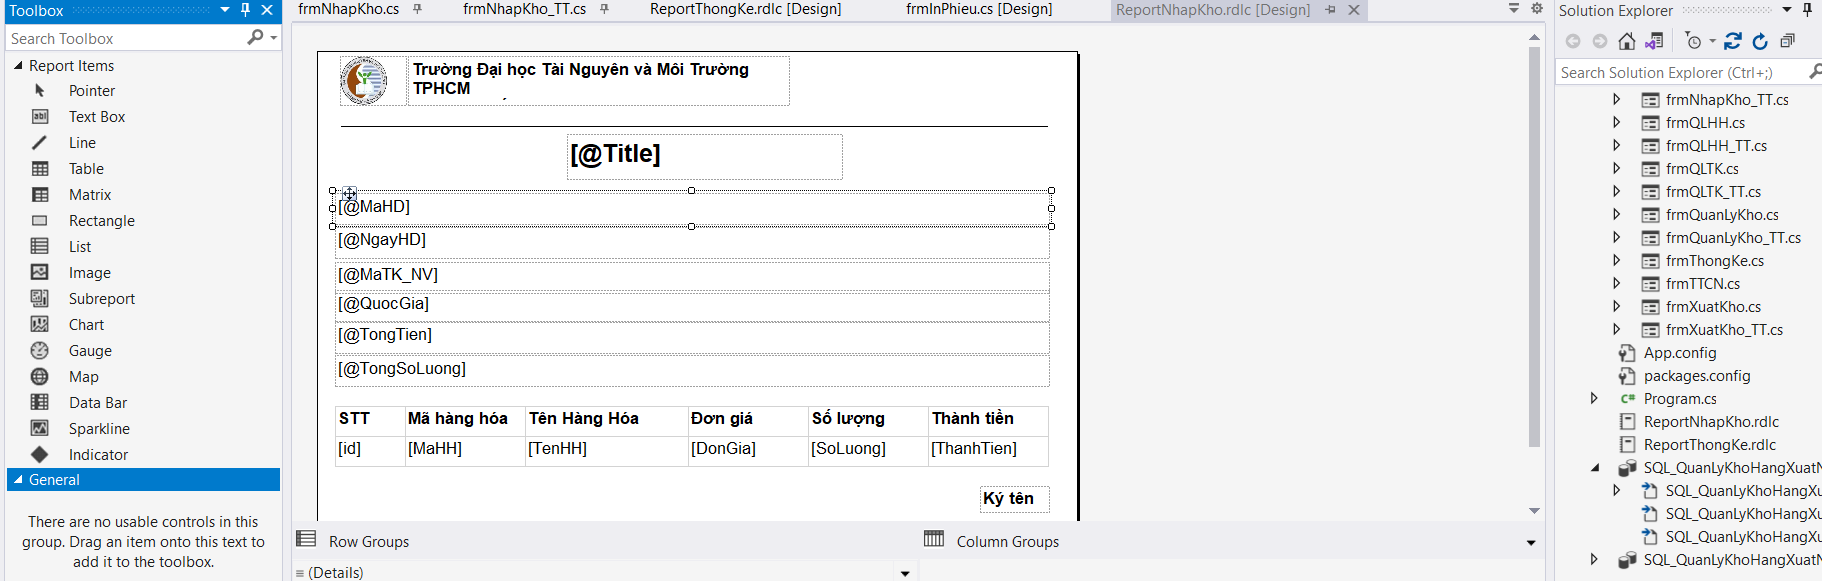 Toolbox
Search Toolbox
Report Items
Pointer
Text Box
Line
Table
Matrix
Rectangle
List
Image
Subreport
Chart
Gauge
Map
Data Bar
Sparkline
Indicator
General
There are no usable controls in this
group. Drag an item onto this text to
add it to the toolbox.
frmNhapKho.cs
frmNhapKho_TT.cs
ReportThongKe.rdlc [Design]
frmInPhieu.cs [Design]
ReportNhapKho.rdlc [Design]
Trường Đại học Tài Nguyên và Môi Trường
TPHCM
[@Title]
[@MaHD]
[@NgayHD]
[@MaTK_NV]
[@QuocGia]
[@TongTien]
[@TongSoLuong]
STT Mã hàng hóa Tên Hàng Hóa Đơn giá Số lượng Thành tiền
[id] [MaHH] [TenHH] [DonGia] [SoLuong] [ThanhTien]
Ký tên
Row Groups
Column Groups
(Details)
Solution Explorer
Search Solution Explorer (Ctrl+;)
frmNhapKho_TT.cs
frmQLHH.cs
frmQLHH_TT.cs
frmQLTK.cs
frmQLTK_TT.cs
frmQuanLyKho.cs
frmQuanLyKho_TT.cs
frmThongKe.cs
frmTTCN.cs
frmXuatKho.cs
frmXuatKho_TT.cs
App.config
packages.config
C# Program.cs
ReportNhapKho.rdlc
ReportThongKe.rdlc
SQL_QuanLyKhoHangXuatN
SQL_QuanLyKhoHangXu
SQL_QuanLyKhoHangXu
SQL_QuanLyKhoHangXu
SQL_QuanLyKhoHangXuatN